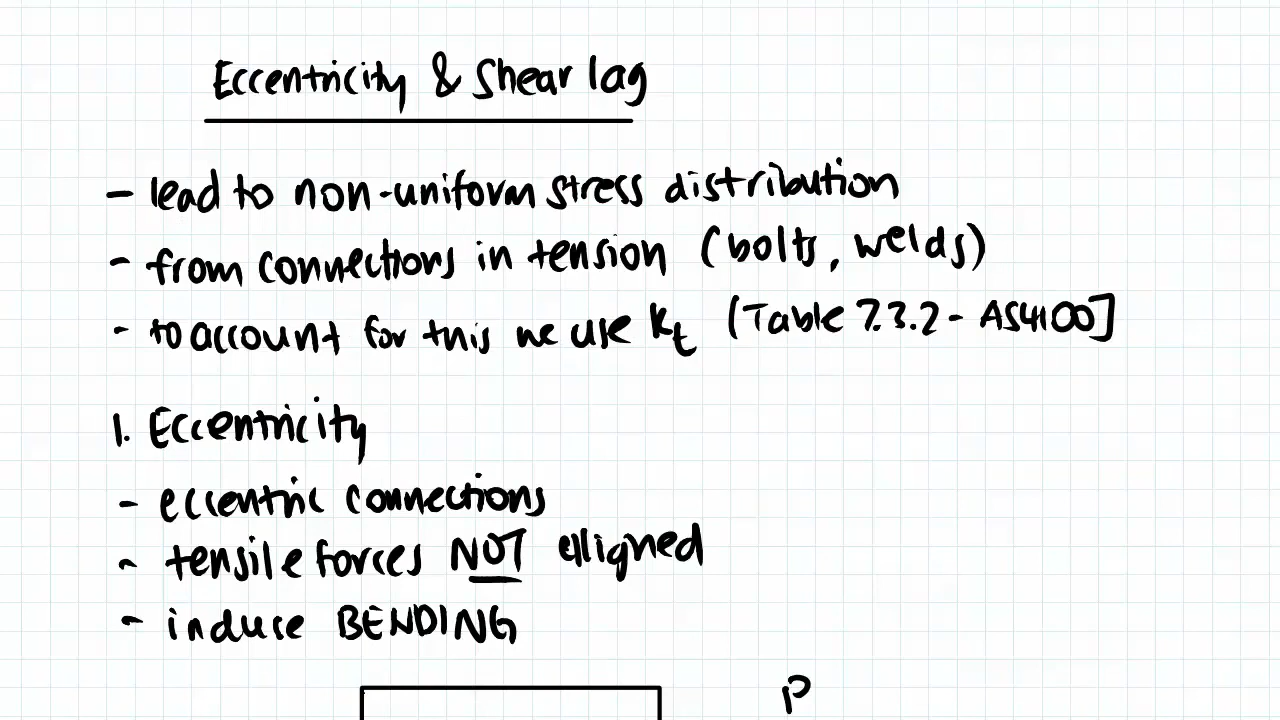 Eccentricity & Shear lag
- lead to non-uniform stress distribution
- from connections in tension (bolts, welds)
- to account for this we use kt (Table 7.3.2 - AS4100]
1. Eccentricity
- eccentric connections
- tensile forces NOT alligned
- induce BENDING
P